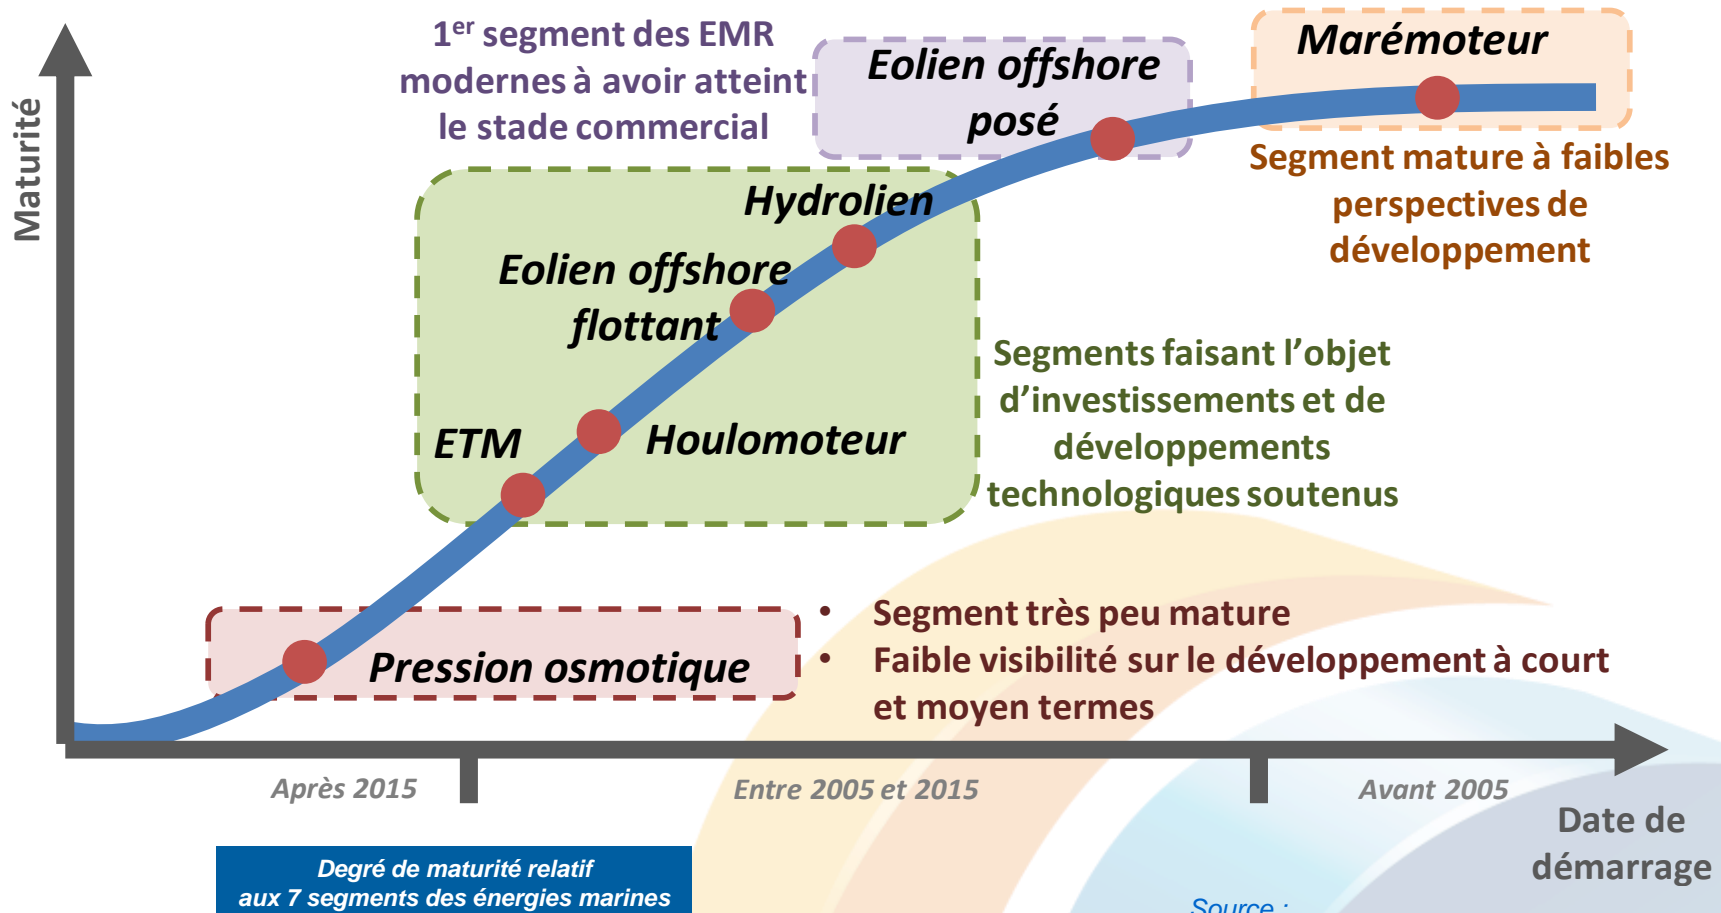 Maturité
1er segment des EMR
modernes à avoir atteint
le stade commercial
Eolien offshore
posé
Marémoteur
Segment mature à faibles
perspectives de
développement
Hydrolien
Eolien offshore
flottant
ETM
Houlomoteur
Segments faisant l’objet
d’investissements et de
développements
technologiques soutenus
Pression osmotique
• Segment très peu mature
• Faible visibilité sur le développement à court
et moyen termes
Après 2015
Entre 2005 et 2015
Avant 2005
Date de
démarrage
Degré de maturité relatif
aux 7 segments des énergies marines
Source :